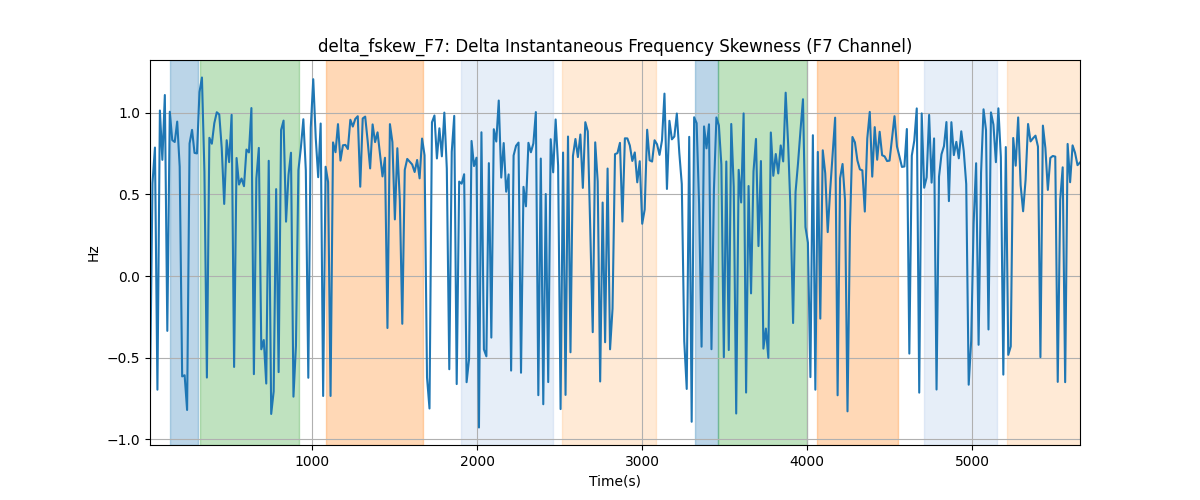 delta_fskew_F7: Delta Instantaneous Frequency Skewness (F7 Channel)
1.0
0.5
0.0
−0.5
−1.0
Hz
1000 2000 3000 4000 5000
Time(s)